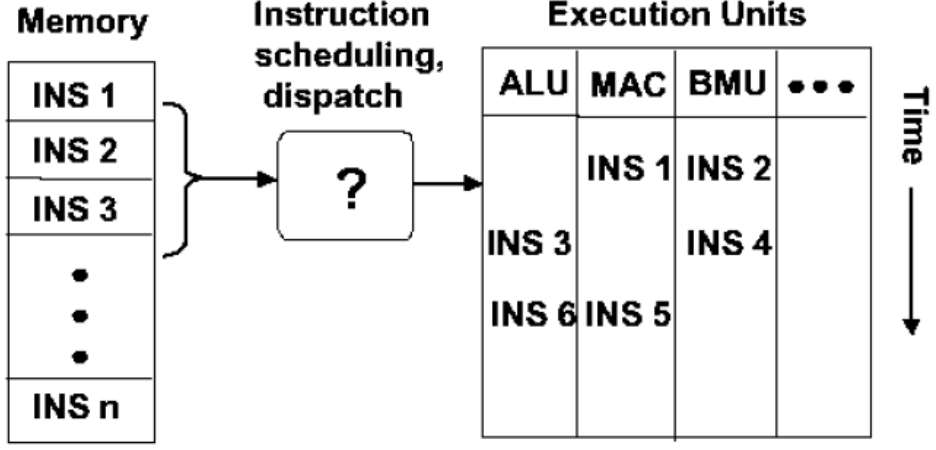 Memory
INS 1
INS 2
INS 3
INS n
Instruction
scheduling,
dispatch
?
Execution Units
ALU MAC BMU •••
INS 1 INS 2
INS 3 INS 4
INS 6 INS 5
Time